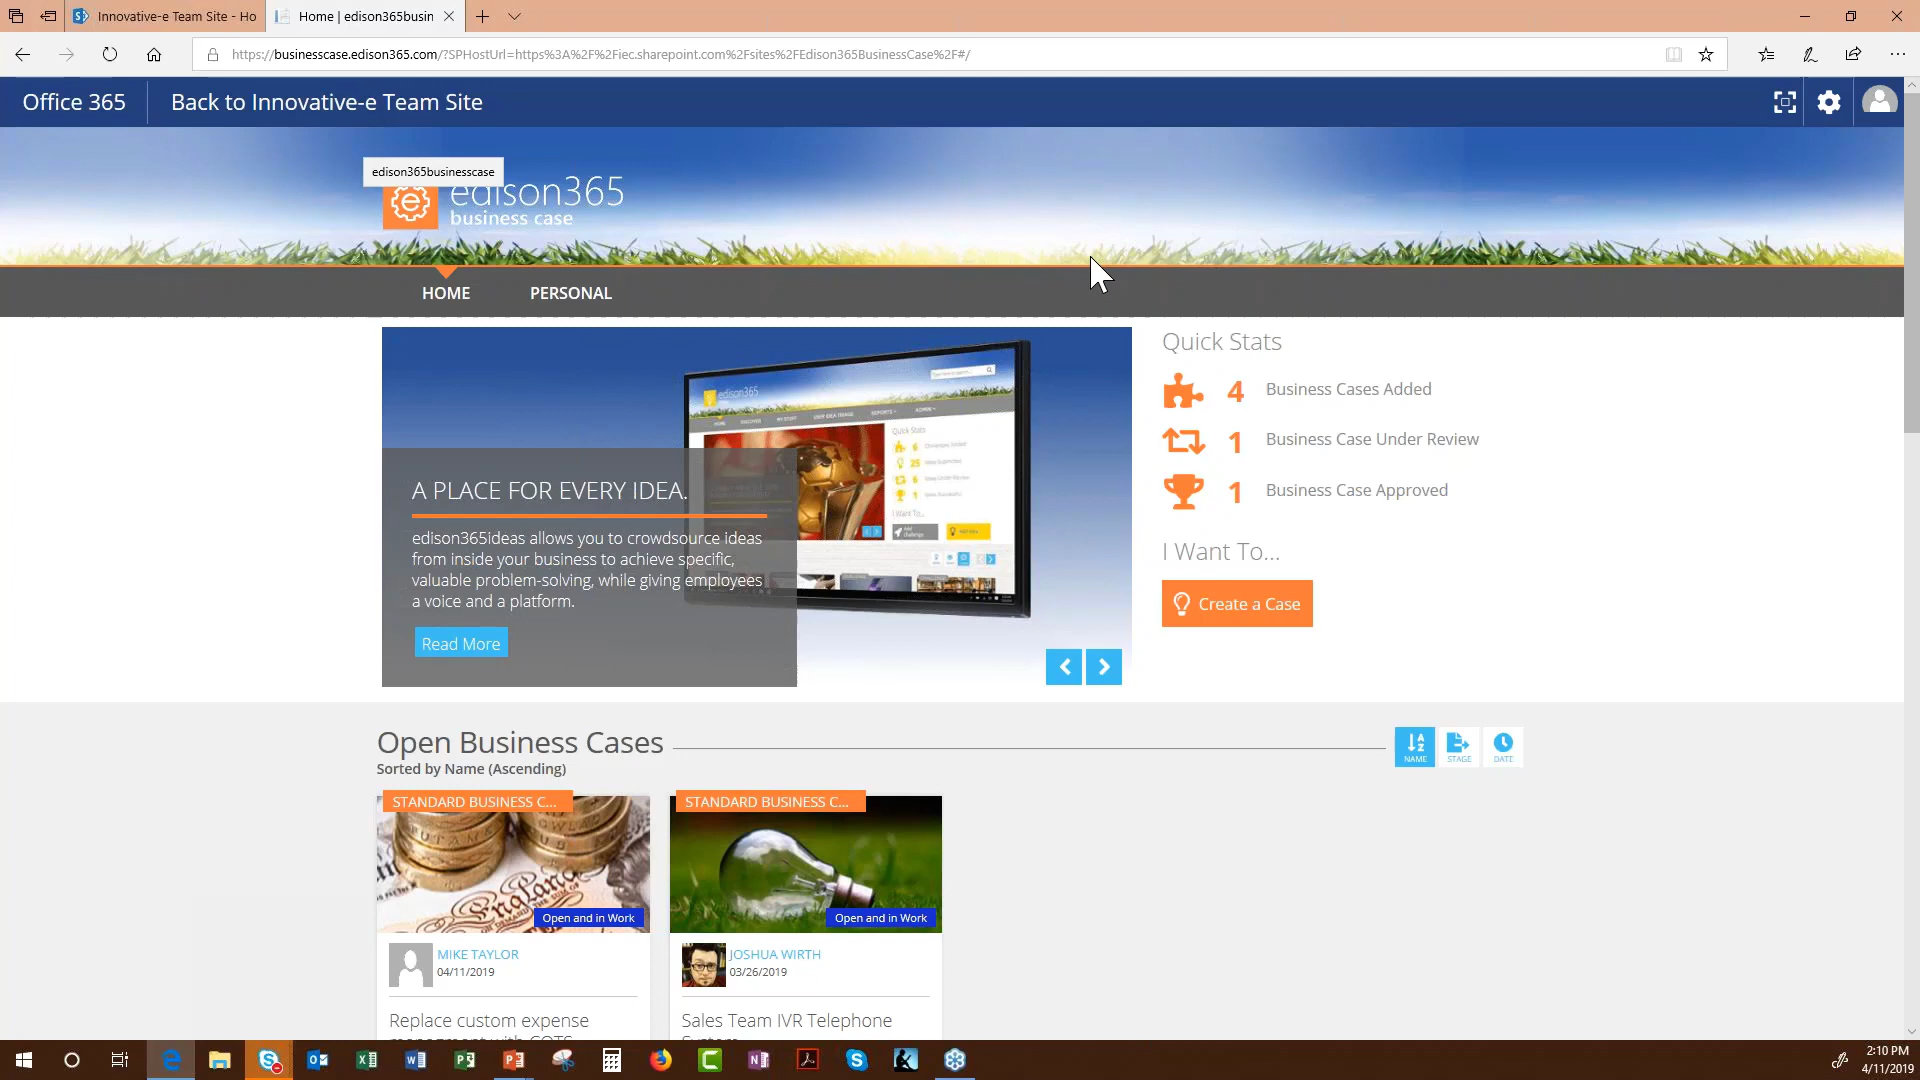 Innovative-e Team Site - Ho
Home | edison365busin
https://businesscase.edison365.com/?SPHostUrl=https%3A%2F%2Fiec.sharepoint.com%2Fsites%2FEdison365BusinessCase%2F#/
Office 365
Back to Innovative-e Team Site
edison365businesscase
edison365
business case
HOME
PERSONAL
A PLACE FOR EVERY IDEA.
edison365ideas allows you to crowdsource ideas
from inside your business to achieve specific,
valuable problem-solving, while giving employees
a voice and a platform.
Read More
Quick Stats
4 Business Cases Added
1 Business Case Under Review
1 Business Case Approved
I Want To...
Create a Case
Open Business Cases
Sorted by Name (Ascending)
NAME
STAGE
DATE
STANDARD BUSINESS C...
Open and in Work
MIKE TAYLOR
04/11/2019
Replace custom expense
STANDARD BUSINESS C...
Open and in Work
JOSHUA WIRTH
03/26/2019
Sales Team IVR Telephone
2:10 PM
4/11/2019